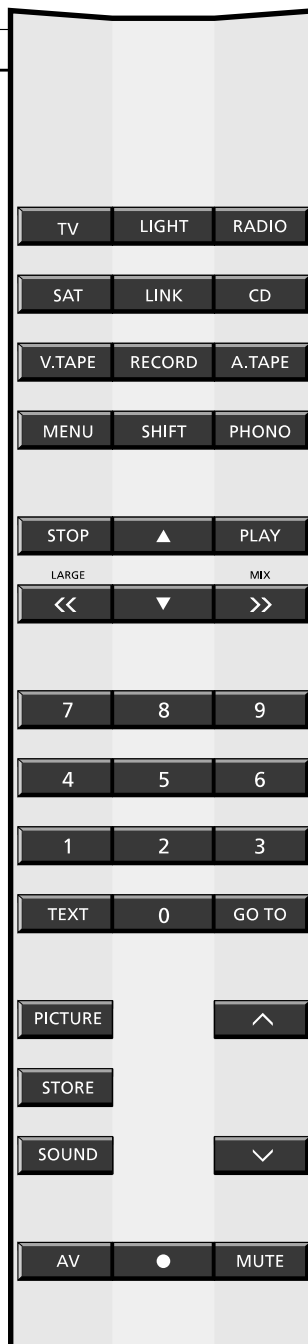 TV LIGHT RADIO
SAT LINK CD
V.TAPE RECORD A.TAPE
MENU SHIFT PHONO
STOP ▲ PLAY
LARGE MIX
<< ▼ >>
7 8 9
4 5 6
1 2 3
TEXT 0 GO TO
PICTURE
STORE
SOUND
AV ● MUTE